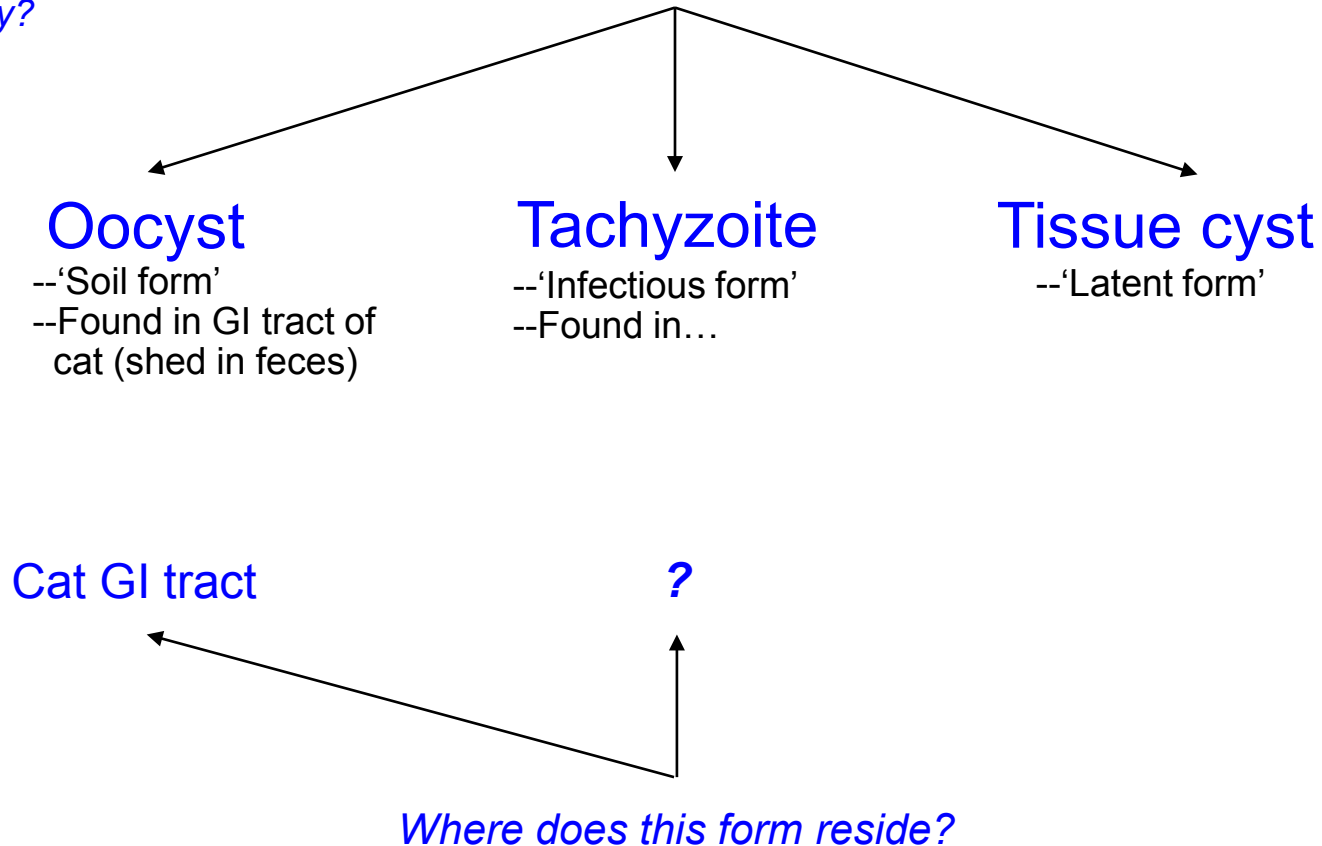 y?
Oocyst
--‘Soil form’
--Found in GI tract of
cat (shed in feces)
Tachyzoite
--‘Infectious form’
--Found in…
Tissue cyst
--‘Latent form’
Cat GI tract
?
Where does this form reside?